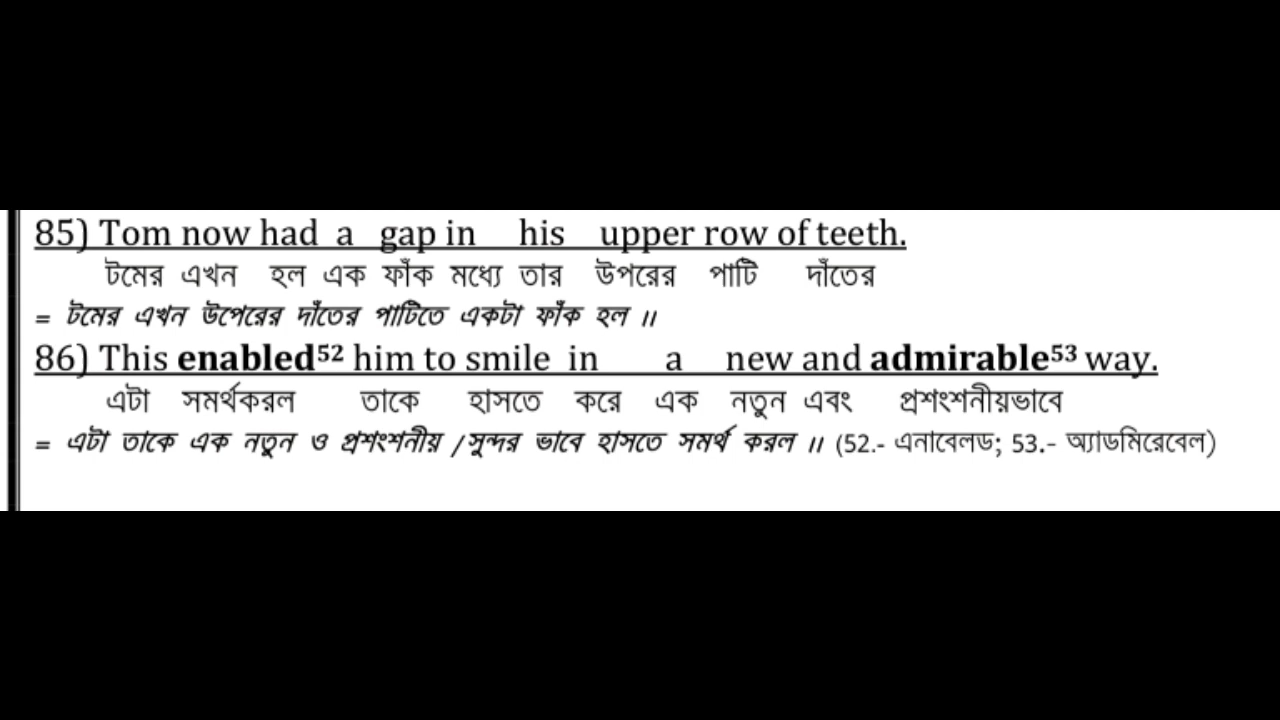 85) Tom now had a gap in his upper row of teeth.
টমের এখন হল এক ফাঁক মধ্যে তার উপরের পাটি দাঁতের
= টমের এখন উপেরের দাঁতের পাটিতে একটা ফাঁক হল ॥
86) This enabled⁵² him to smile in a new and admirable⁵³ way.
এটা সমর্থকরল তাকে হাসতে করে এক নতুন এবং প্রশংশনীয়ভাবে
= এটা তাকে এক নতুন ও প্রশংশনীয় /সুন্দর ভাবে হাসতে সমর্থ করল ॥ (52.- এনাবেলড; 53.- অ্যাডমিরেবেল)